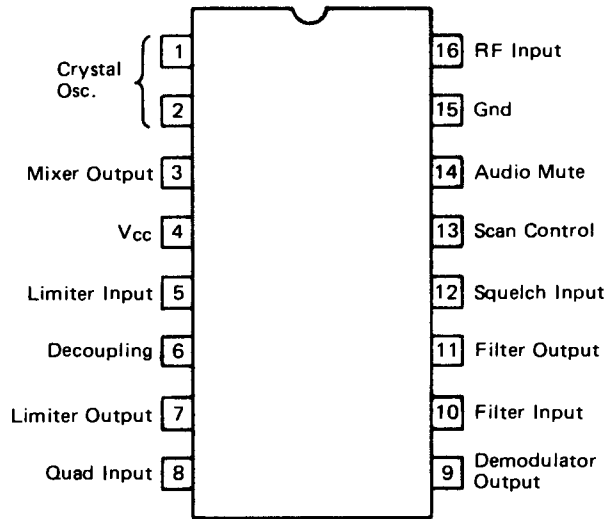 Crystal
Osc.
1
2
Mixer Output 3
Vcc 4
Limiter Input 5
Decoupling 6
Limiter Output 7
Quad Input 8
16 RF Input
15 Gnd
14 Audio Mute
13 Scan Control
12 Squelch Input
11 Filter Output
10 Filter Input
9 Demodulator
Output